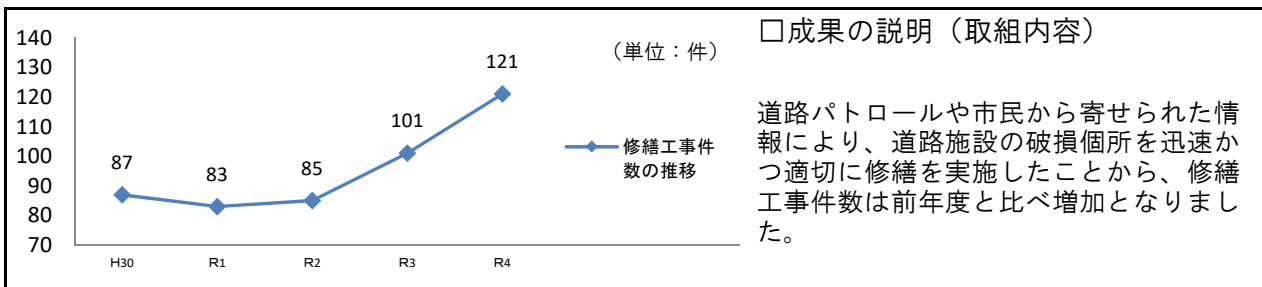 140
130
120
110
100
90
80
70
87
83
85
101
121
H30
R1
R2
R3
R4
（単位：件）
修繕工事件
数の推移
□成果の説明（取組内容）
道路パトロールや市民から寄せられた情
報により、道路施設の破損個所を迅速か
つ適切に修繕を実施したことから、修繕
工事件数は前年度と比べ増加となりまし
た。